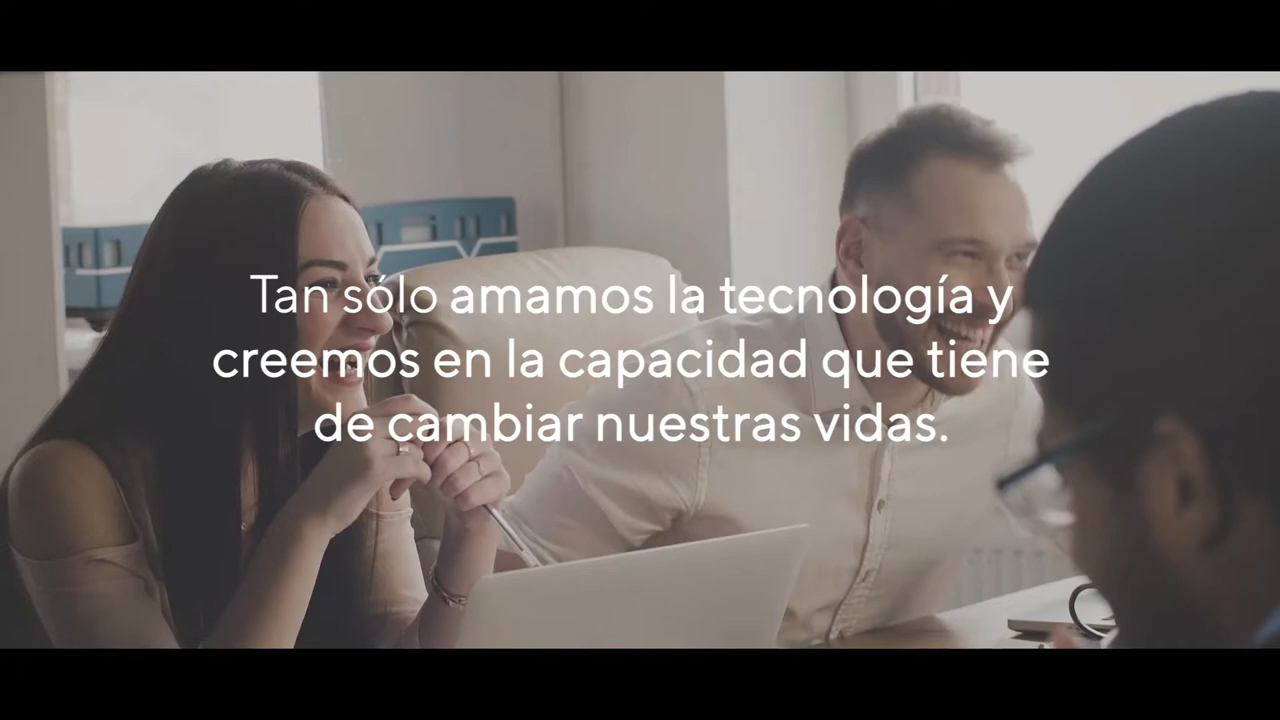 Tan sólo amamos la tecnología y
creemos en la capacidad que tiene
de cambiar nuestras vidas.